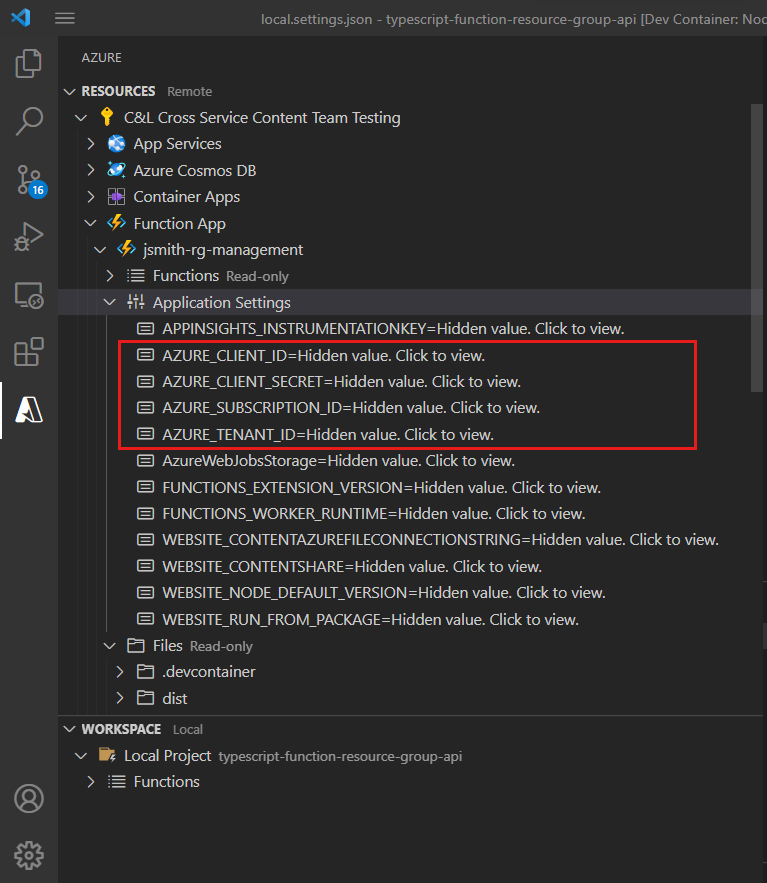 local.settings.json - typescript-function-resource-group-api [Dev Container: Noc
AZURE
RESOURCES Remote
C&L Cross Service Content Team Testing
App Services
Azure Cosmos DB
Container Apps
16
Function App
jsmith-rg-management
Functions Read-only
Application Settings
APPINSIGHTS_INSTRUMENTATIONKEY=Hidden value. Click to view.
AZURE_CLIENT_ID=Hidden value. Click to view.
AZURE_CLIENT_SECRET=Hidden value. Click to view.
AZURE_SUBSCRIPTION_ID=Hidden value. Click to view.
AZURE_TENANT_ID=Hidden value. Click to view.
AzureWebJobsStorage=Hidden value. Click to view.
FUNCTIONS_EXTENSION_VERSION=Hidden value. Click to view.
FUNCTIONS_WORKER_RUNTIME=Hidden value. Click to view.
WEBSITE_CONTENTAZUREFILECONNECTIONSTRING=Hidden value. Click to view.
WEBSITE_CONTENTSHARE=Hidden value. Click to view.
WEBSITE_NODE_DEFAULT_VERSION=Hidden value. Click to view.
WEBSITE_RUN_FROM_PACKAGE=Hidden value. Click to view.
Files Read-only
.devcontainer
dist
WORKSPACE Local
Local Project typescript-function-resource-group-api
Functions